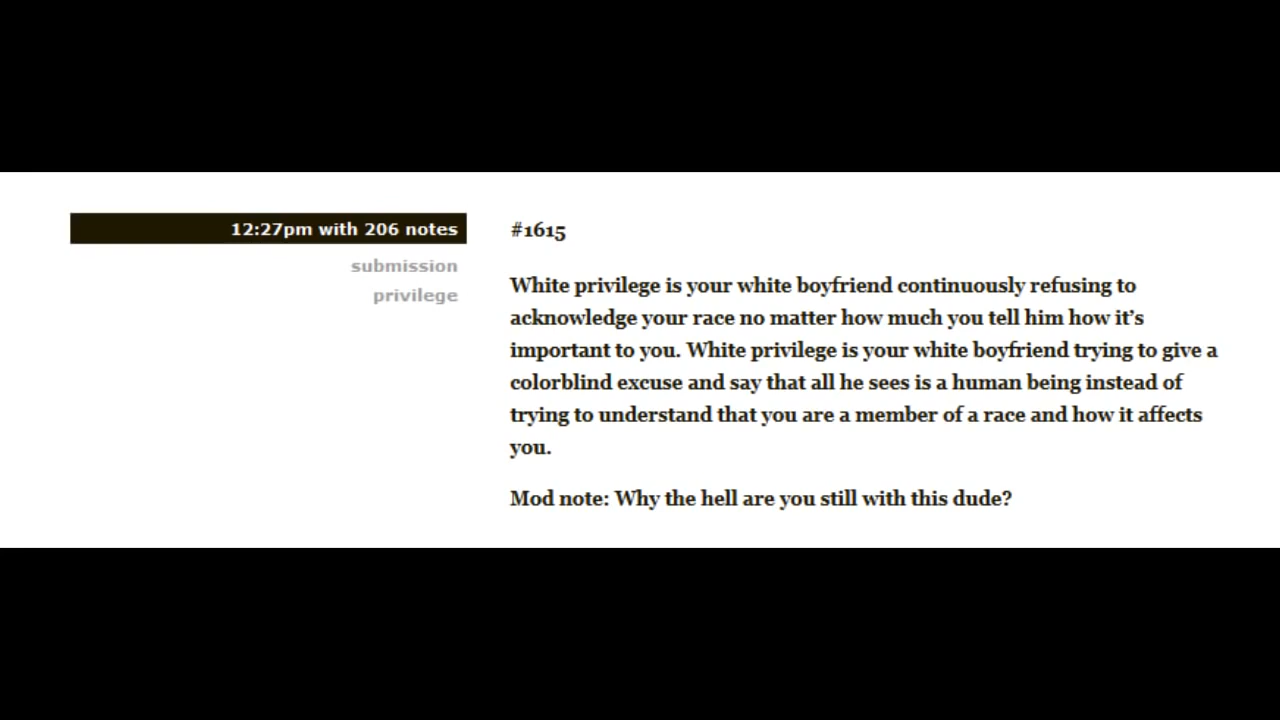 12:27pm with 206 notes
submission
privilege
#1615
White privilege is your white boyfriend continuously refusing to
acknowledge your race no matter how much you tell him how it’s
important to you. White privilege is your white boyfriend trying to give a
colorblind excuse and say that all he sees is a human being instead of
trying to understand that you are a member of a race and how it affects
you.
Mod note: Why the hell are you still with this dude?